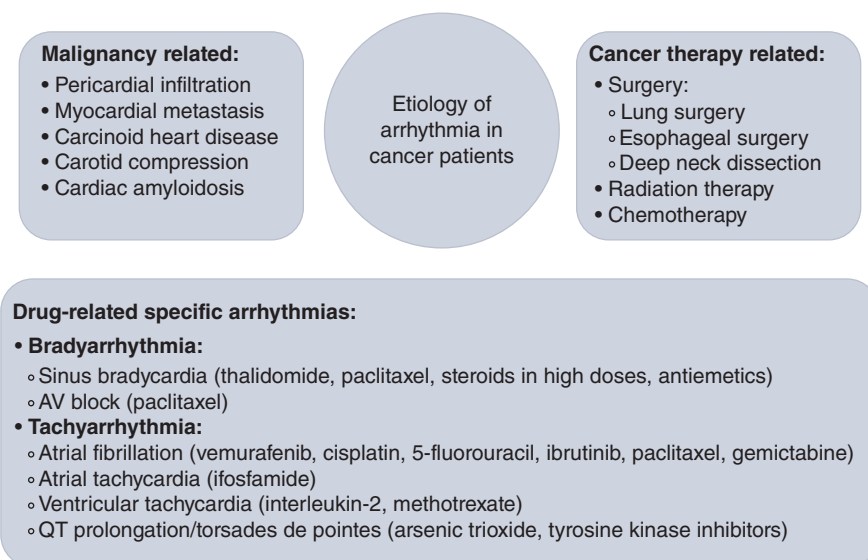 Malignancy related:
• Pericardial infiltration
• Myocardial metastasis
• Carcinoid heart disease
• Carotid compression
• Cardiac amyloidosis
Etiology of
arrhythmia in
cancer patients
Cancer therapy related:
• Surgery:
∘ Lung surgery
∘ Esophageal surgery
∘ Deep neck dissection
• Radiation therapy
• Chemotherapy
Drug-related specific arrhythmias:
• Bradyarrhythmia:
∘ Sinus bradycardia (thalidomide, paclitaxel, steroids in high doses, antiemetics)
∘ AV block (paclitaxel)
• Tachyarrhythmia:
∘ Atrial fibrillation (vemurafenib, cisplatin, 5-fluorouracil, ibrutinib, paclitaxel, gemictabine)
∘ Atrial tachycardia (ifosfamide)
∘ Ventricular tachycardia (interleukin-2, methotrexate)
∘ QT prolongation/torsades de pointes (arsenic trioxide, tyrosine kinase inhibitors)